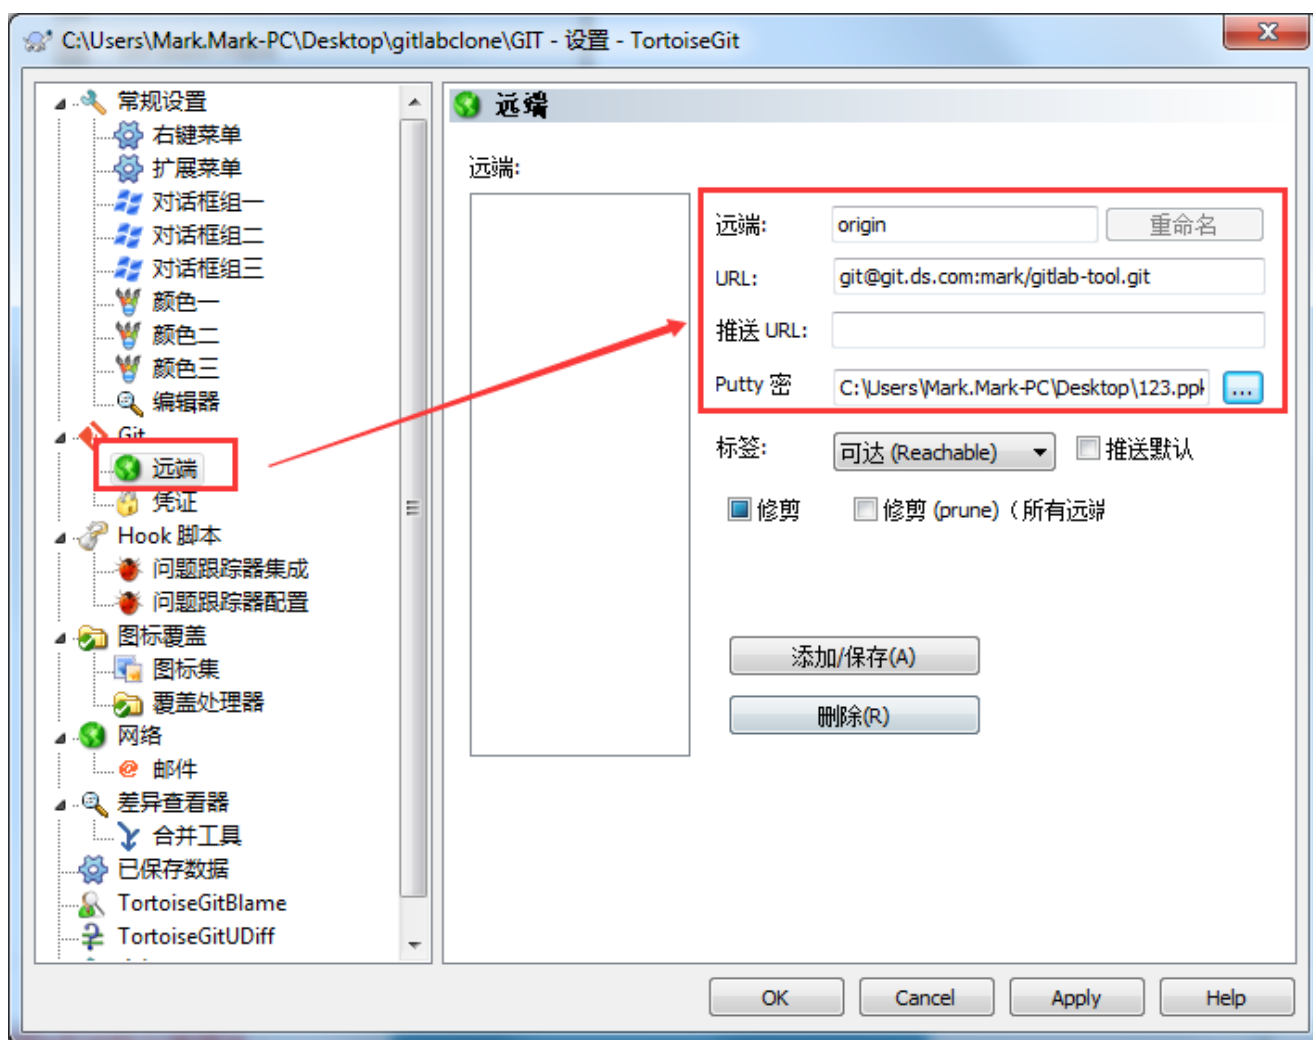 C:\Users\Mark.Mark-PC\Desktop\gitlabclone\GIT - 设置 - TortoiseGit
常规设置
右键菜单
扩展菜单
对话框组一
对话框组二
对话框组三
颜色一
颜色二
颜色三
编辑器
Git
远端
凭证
Hook 脚本
问题跟踪器集成
问题跟踪器配置
图标覆盖
图标集
覆盖处理器
网络
邮件
差异查看器
合并工具
已保存数据
TortoiseGitBlame
TortoiseGitUDiff
远端
远端:
远端: origin 重命名
URL: git@git.ds.com:mark/gitlab-tool.git
推送 URL:
Putty 密 C:\Users\Mark.Mark-PC\Desktop\123.ppk ...
标签: 可达 (Reachable) 推送默认
修剪 修剪 (prune)（所有远端
添加/保存(A)
删除(R)
OK Cancel Apply Help